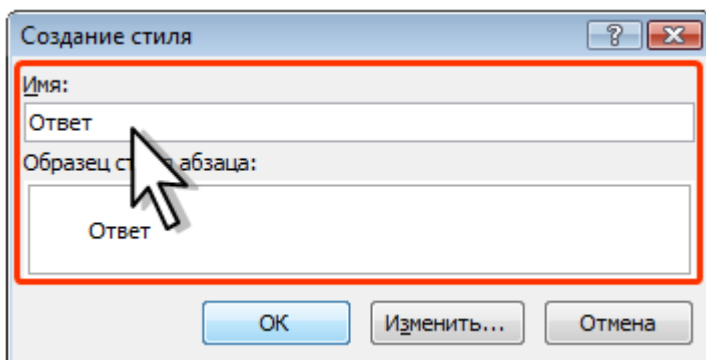 Создание стиля
Имя:
Ответ
Образец абзаца:
Ответ
ОК Изменить... Отмена